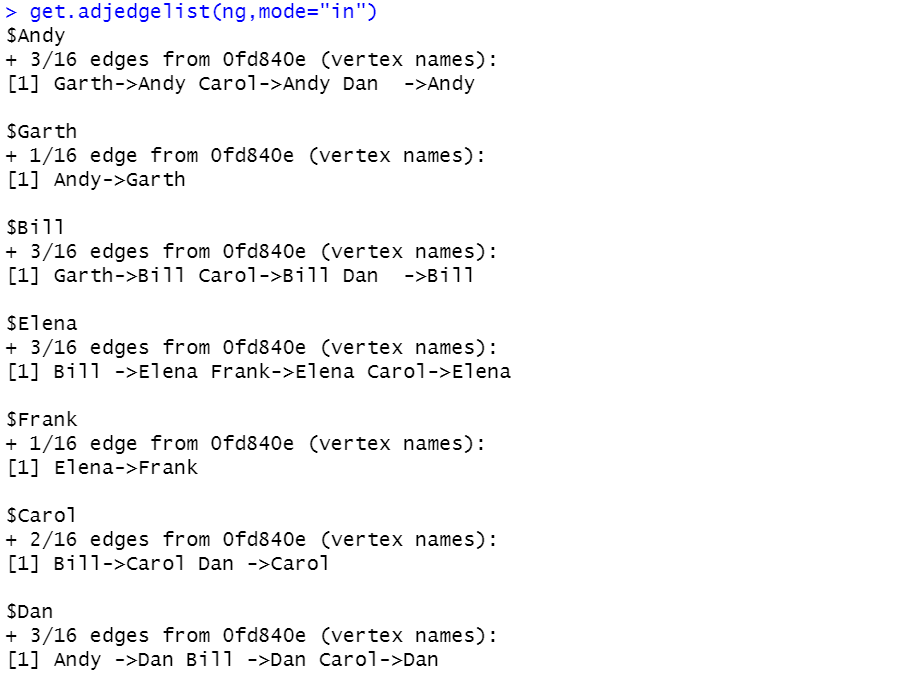 > get.adjedgelist(ng,mode="in")
$Andy
+ 3/16 edges from 0fd840e (vertex names):
[1] Garth->Andy Carol->Andy Dan  ->Andy
$Garth
+ 1/16 edge from 0fd840e (vertex names):
[1] Andy->Garth
$Bill
+ 3/16 edges from 0fd840e (vertex names):
[1] Garth->Bill Carol->Bill Dan  ->Bill
$Elena
+ 3/16 edges from 0fd840e (vertex names):
[1] Bill ->Elena Frank->Elena Carol->Elena
$Frank
+ 1/16 edge from 0fd840e (vertex names):
[1] Elena->Frank
$Carol
+ 2/16 edges from 0fd840e (vertex names):
[1] Bill->Carol Dan ->Carol
$Dan
+ 3/16 edges from 0fd840e (vertex names):
[1] Andy ->Dan Bill ->Dan Carol->Dan